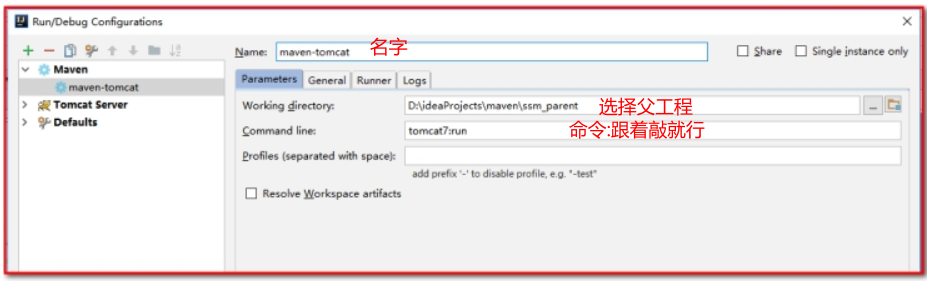 Run/Debug Configurations
Name: maven-tomcat 名字 Share Single instance only
Maven
maven-tomcat
Tomcat Server
Defaults
Parameters General Runner Logs
Working directory: D:\ideaProjects\maven\ssm_parent 选择父工程 ...
Command line: tomcat7:run 命令:跟着敲就行
Profiles (separated with space):
add prefix '-' to disable profile, e.g. "-test"
Resolve Workspace artifacts